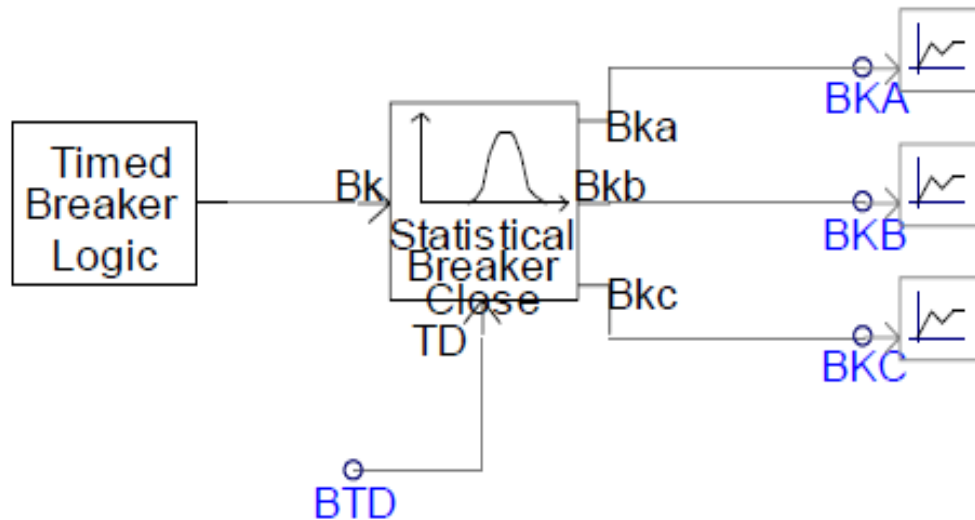 Timed
Breaker
Logic
Bk
Statistical
Breaker
Close
TD
BTD
Bka
Bkb
Bkc
BKA
BKB
BKC